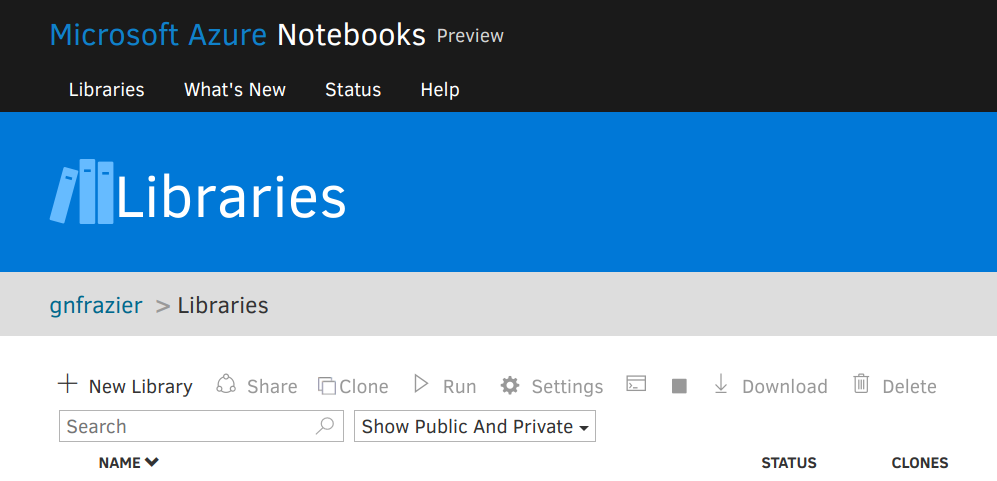 Microsoft Azure Notebooks Preview
Libraries What's New Status Help
Libraries
gnfrazier > Libraries
New Library Share Clone Run Settings Download Delete
Search Show Public And Private
NAME STATUS CLONES